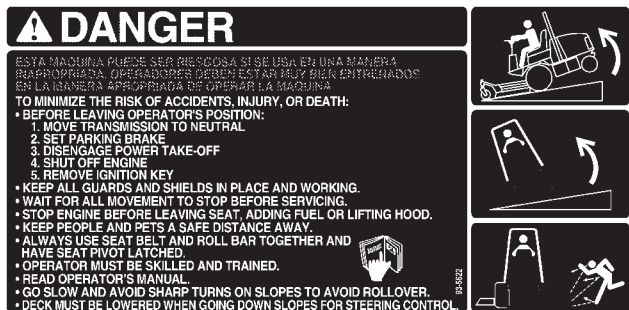 DANGER
ESTA MAQUINA PUEDE SER RIESGOSA SI SE USA EN UNA MANERA
INAPROPRIADA. OPERADORES DEBEN ESTAR MUY BIEN ENTRENADOS
EN LA MANERA APROPRIADA DE OPERAR LA MAQUINA
TO MINIMIZE THE RISK OF ACCIDENTS, INJURY, OR DEATH:
• BEFORE LEAVING OPERATOR'S POSITION:
1. MOVE TRANSMISSION TO NEUTRAL
2. SET PARKING BRAKE
3. DISENGAGE POWER TAKE-OFF
4. SHUT OFF ENGINE
5. REMOVE IGNITION KEY
• KEEP ALL GUARDS AND SHIELDS IN PLACE AND WORKING.
• WAIT FOR ALL MOVEMENT TO STOP BEFORE SERVICING.
• STOP ENGINE BEFORE LEAVING SEAT, ADDING FUEL OR LIFTING HOOD.
• KEEP PEOPLE AND PETS A SAFE DISTANCE AWAY.
• ALWAYS USE SEAT BELT AND ROLL BAR TOGETHER AND
HAVE SEAT PIVOT LATCHED.
• OPERATOR MUST BE SKILLED AND TRAINED.
• READ OPERATOR'S MANUAL.
• GO SLOW AND AVOID SHARP TURNS ON SLOPES TO AVOID ROLLOVER.
• DECK MUST BE LOWERED WHEN GOING DOWN SLOPES FOR STEERING CONTROL.
93-5622